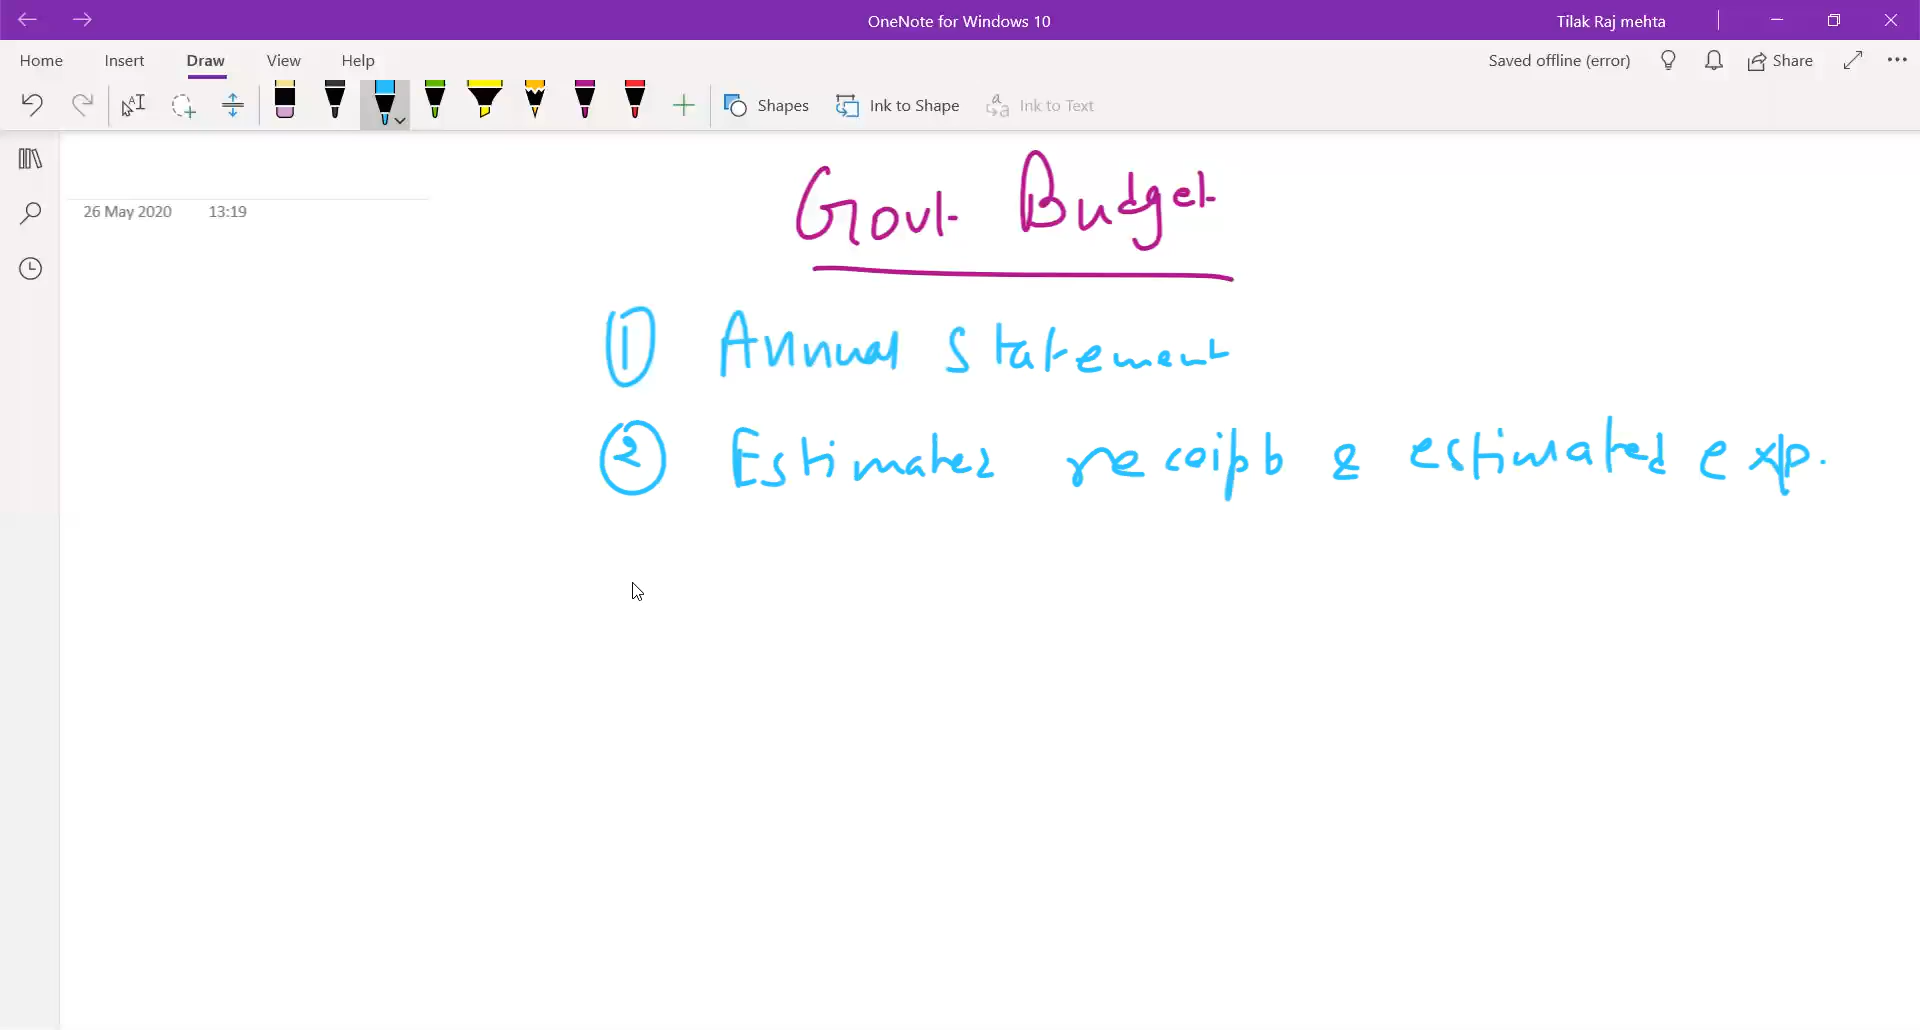 OneNote for Windows 10
Tilak Raj mehta
Home Insert Draw View Help
Saved offline (error) Share
Shapes Ink to Shape Ink to Text
26 May 2020 13:19
Govt Budget
① Annual Statement
② Estimates receipts & estimated exp.